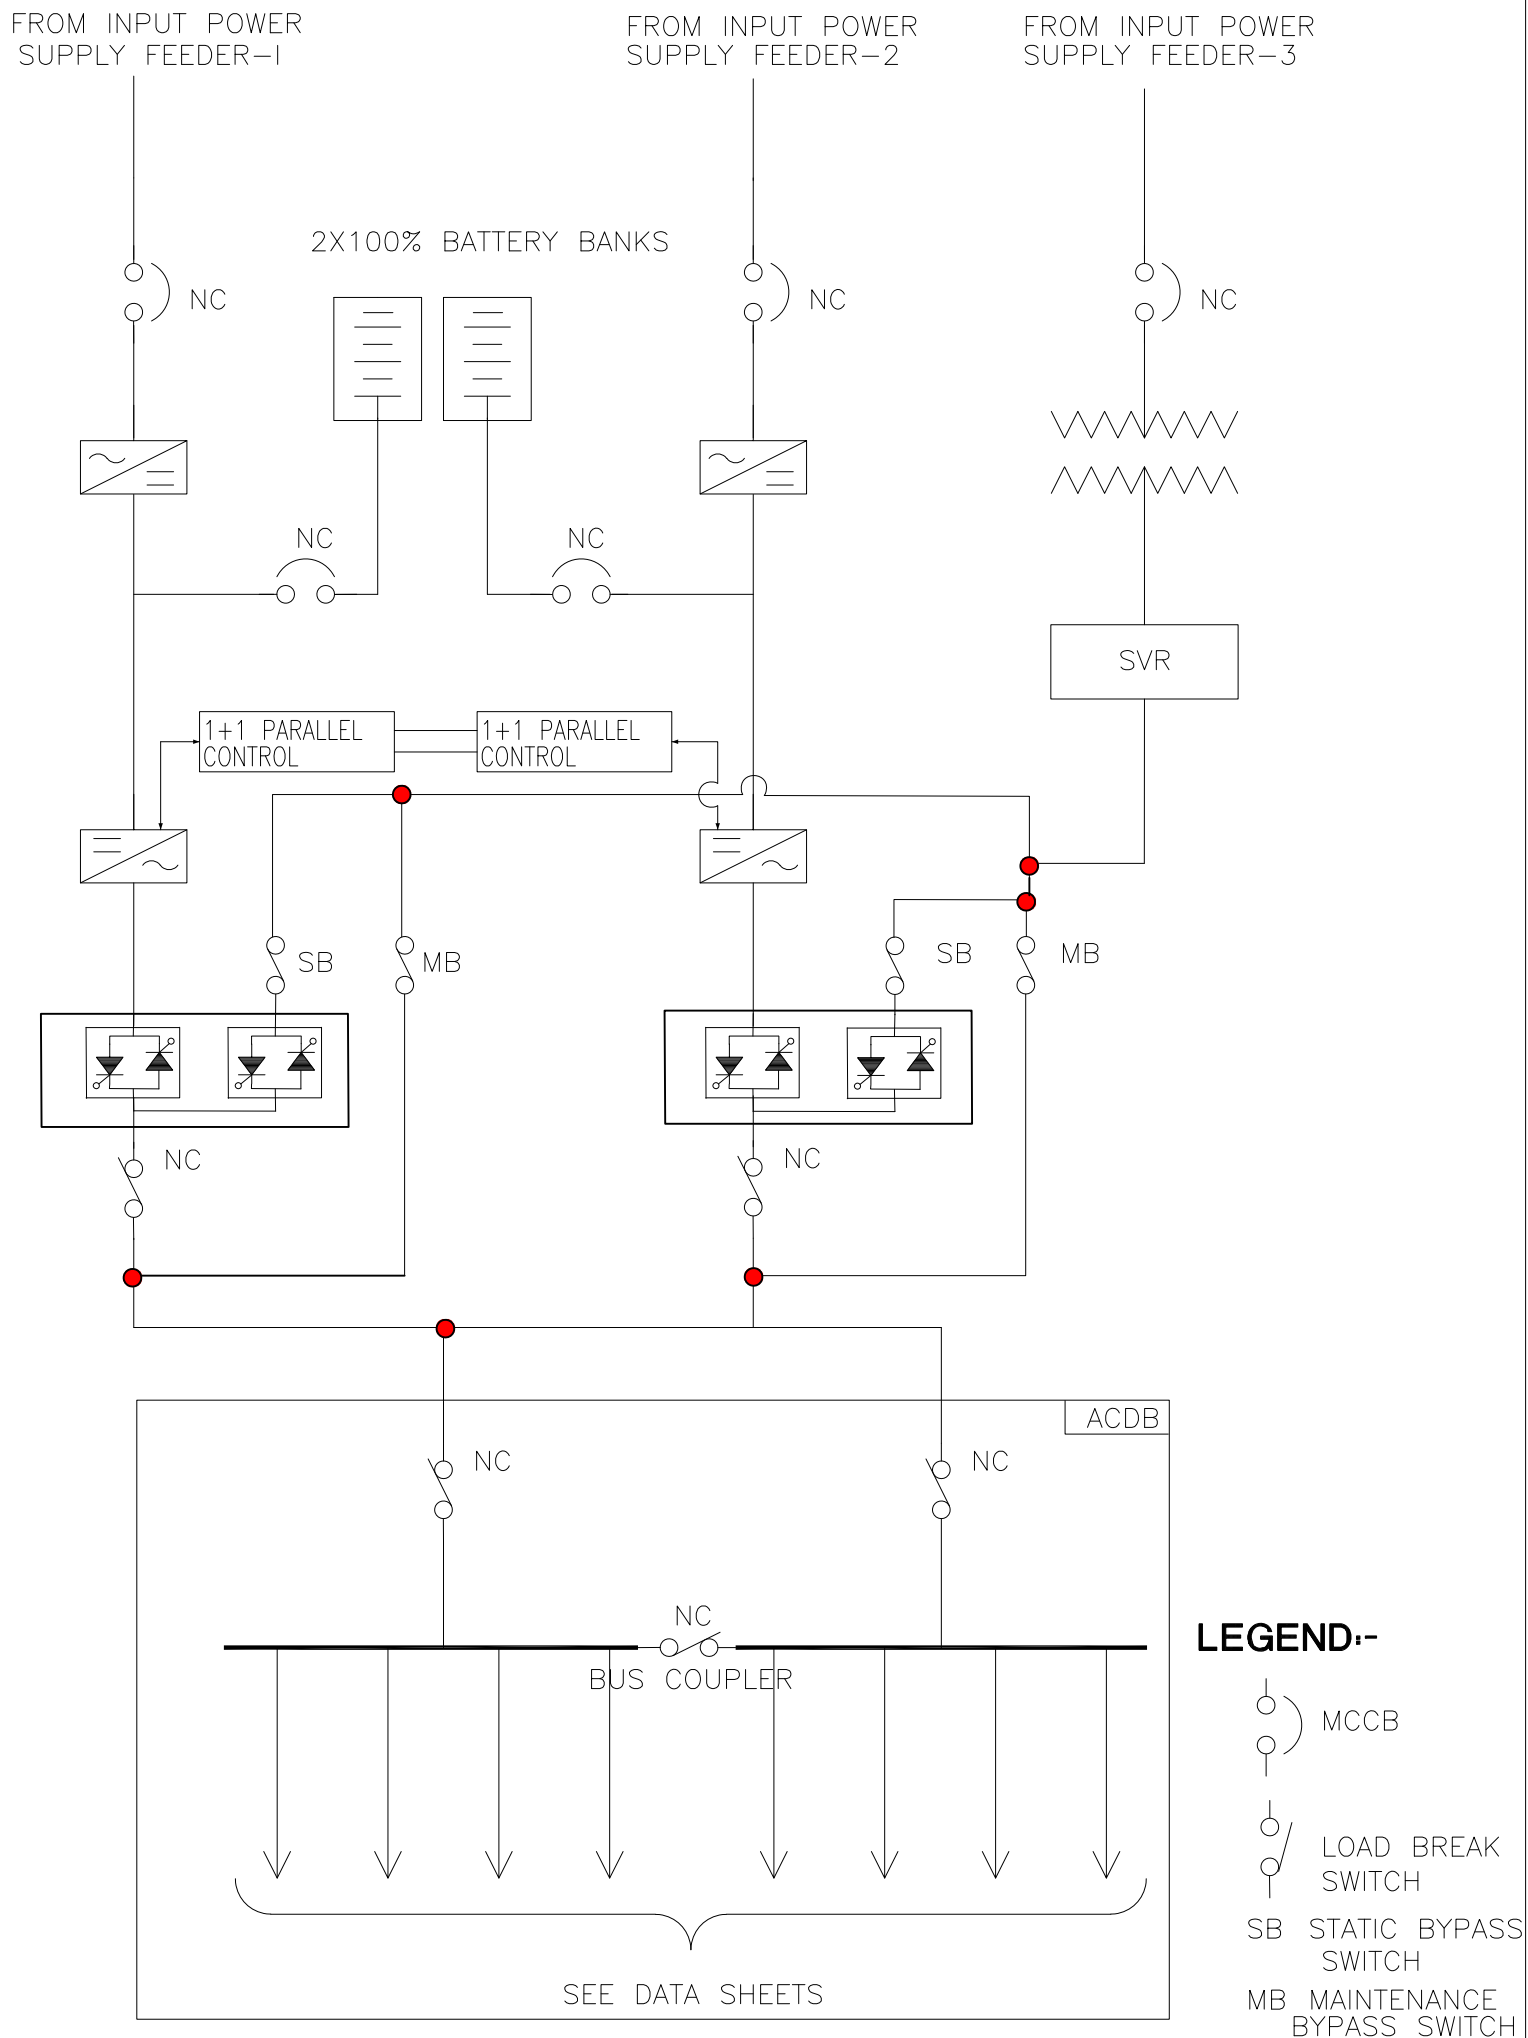 FROM INPUT POWER
SUPPLY FEEDER-1
FROM INPUT POWER
SUPPLY FEEDER-2
FROM INPUT POWER
SUPPLY FEEDER-3
2X100% BATTERY BANKS
NC
NC
NC
NC
NC
SVR
1+1 PARALLEL
CONTROL
1+1 PARALLEL
CONTROL
SB
MB
SB
MB
NC
NC
ACDB
NC
NC
NC
BUS COUPLER
SEE DATA SHEETS
LEGEND:-
MCCB
LOAD BREAK
SWITCH
SB STATIC BYPASS
SWITCH
MB MAINTENANCE
BYPASS SWITCH